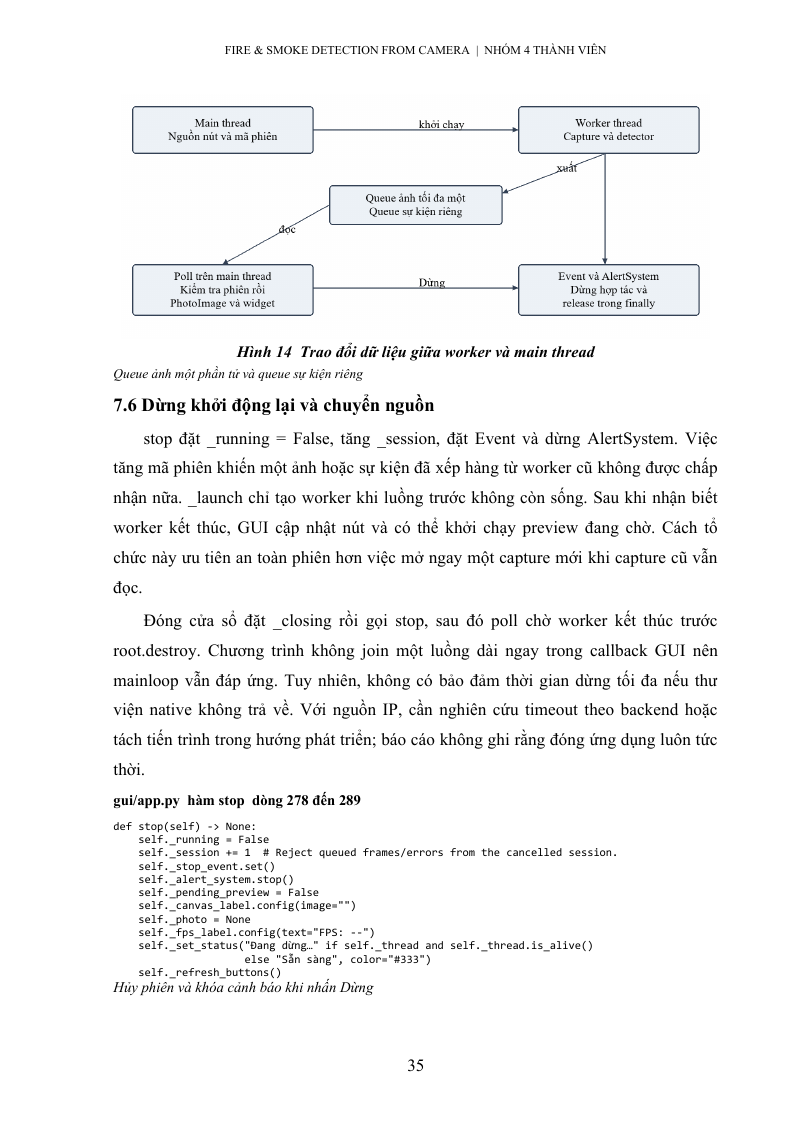 FIRE & SMOKE DETECTION FROM CAMERA | NHÓM 4 THÀNH VIÊN
Main thread
Nguồn nút và mã phiên
khởi chạy
Worker thread
Capture và detector
xuất
Queue ảnh tối đa một
Queue sự kiện riêng
đọc
Poll trên main thread
Kiểm tra phiên rồi
PhotoImage và widget
Dừng
Event và AlertSystem
Dừng hợp tác và
release trong finally
Hình 14 Trao đổi dữ liệu giữa worker và main thread
Queue ảnh một phần tử và queue sự kiện riêng
7.6 Dừng khởi động lại và chuyển nguồn
stop đặt _running = False, tăng _session, đặt Event và dừng AlertSystem. Việc
tăng mã phiên khiến một ảnh hoặc sự kiện đã xếp hàng từ worker cũ không được chấp
nhận nữa. _launch chỉ tạo worker khi luồng trước không còn sống. Sau khi nhận biết
worker kết thúc, GUI cập nhật nút và có thể khởi chạy preview đang chờ. Cách tổ
chức này ưu tiên an toàn phiên hơn việc mở ngay một capture mới khi capture cũ vẫn
đọc.
Đóng cửa sổ đặt _closing rồi gọi stop, sau đó poll chờ worker kết thúc trước
root.destroy. Chương trình không join một luồng dài ngay trong callback GUI nên
mainloop vẫn đáp ứng. Tuy nhiên, không có bảo đảm thời gian dừng tối đa nếu thư
viện native không trả về. Với nguồn IP, cần nghiên cứu timeout theo backend hoặc
tách tiến trình trong hướng phát triển; báo cáo không ghi rằng đóng ứng dụng luôn tức
thời.
gui/app.py hàm stop dòng 278 đến 289
def stop(self) -> None:
    self._running = False
    self._session += 1  # Reject queued frames/errors from the cancelled session.
    self._stop_event.set()
    self._alert_system.stop()
    self._pending_preview = False
    self._canvas_label.config(image="")
    self._photo = None
    self._fps_label.config(text="FPS: --")
    self._set_status("Đang dừng…" if self._thread and self._thread.is_alive()
                     else "Sẵn sàng", color="#333")
    self._refresh_buttons()
Hủy phiên và khóa cảnh báo khi nhấn Dừng
35